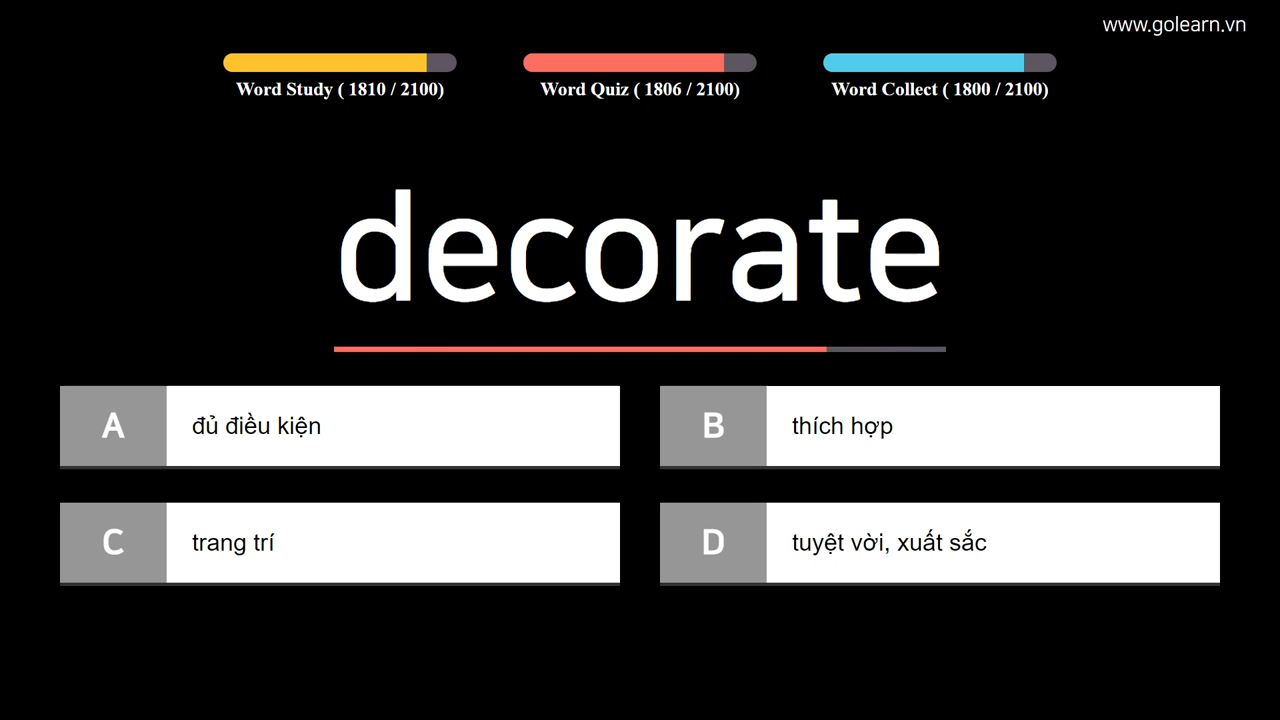 www.golearn.vn
Word Study ( 1810 / 2100)
Word Quiz ( 1806 / 2100)
Word Collect ( 1800 / 2100)
decorate
A
đủ điều kiện
B
thích hợp
C
trang trí
D
tuyệt vời, xuất sắc